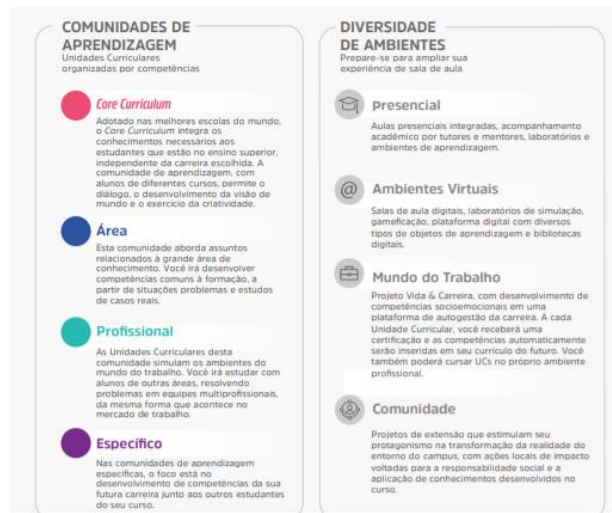 COMUNIDADES DE
APRENDIZAGEM
Unidades Curriculares
organizadas por competências
Core Curriculum
Adotado nas melhores escolas do mundo,
o Core Curriculum integra os
conhecimentos necessários aos
estudantes que estão no ensino superior,
independente da carreira escolhida. A
comunidade de aprendizagem, com
alunos de diferentes cursos, permite o
diálogo, o desenvolvimento da visão de
mundo e o exercício da criatividade.
Área
Esta comunidade aborda assuntos
relacionados à grande área de
conhecimento. Você irá desenvolver
competências comuns à formação, a
partir de situações problemas e estudos
de casos reais.
Profissional
As Unidades Curriculares desta
comunidade simulam os ambientes do
mundo do trabalho. Você irá estudar com
alunos de outras áreas, resolvendo
problemas em equipes multiprofissionais,
da mesma forma que acontece no
mercado de trabalho.
Específico
Nas comunidades de aprendizagem
específicas, o foco está no
desenvolvimento de competências da sua
futura carreira junto aos outros estudantes
do seu curso.
DIVERSIDADE
DE AMBIENTES
Prepare-se para ampliar sua
experiência de sala de aula
Presencial
Aulas presenciais integradas, acompanhamento
acadêmico por tutores e mentores, laboratórios e
ambientes de aprendizagem.
@ Ambientes Virtuais
Salas de aula digitais, laboratórios de simulação,
gameficação, plataforma digital com diversos
tipos de objetos de aprendizagem e bibliotecas
digitais.
Mundo do Trabalho
Projeto Vida & Carreira, com desenvolvimento de
competências socioemocionais em uma
plataforma de autogestão da carreira. A cada
Unidade Curricular, você receberá uma
certificação e as competências automaticamente
serão inseridas em seu currículo do futuro. Você
também poderá cursar UCs no próprio ambiente
profissional.
Comunidade
Projetos de extensão que estimulam seu
protagonismo na transformação da realidade do
entorno do campus, com ações locais de impacto
voltadas para a responsabilidade social e a
aplicação de conhecimentos desenvolvidos no
curso.